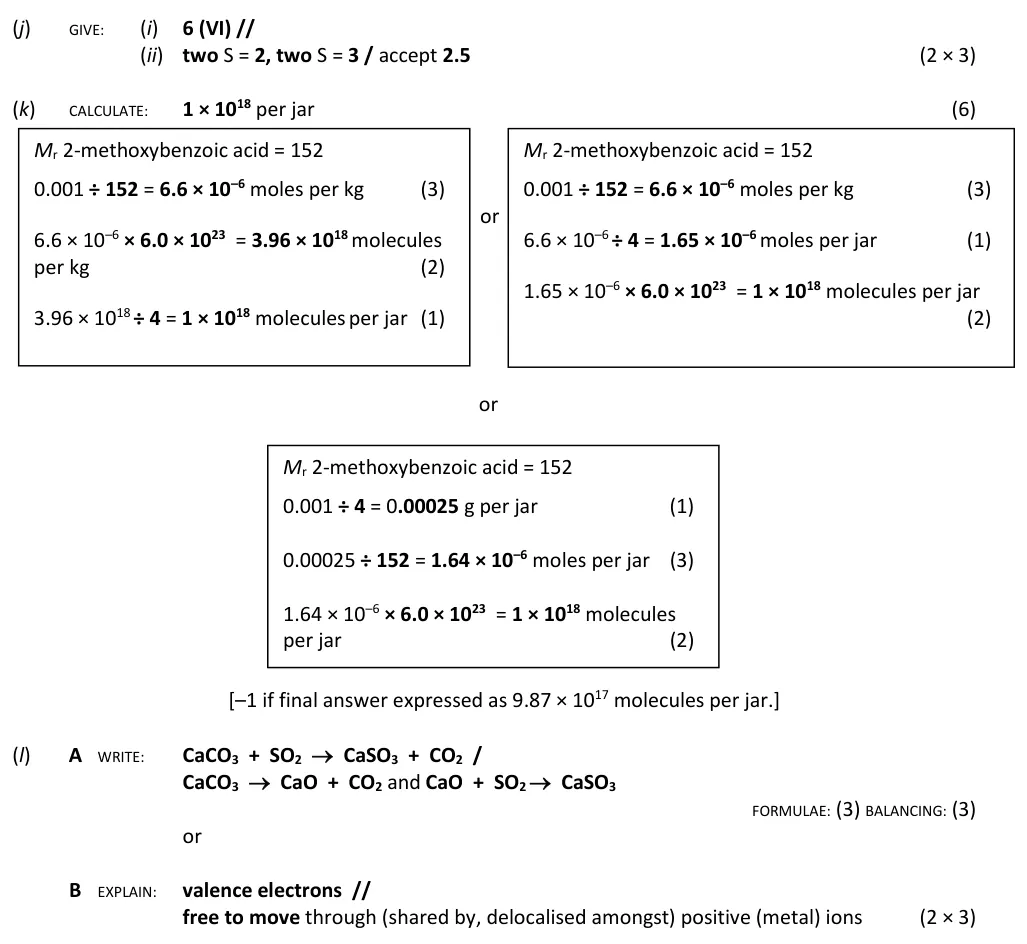 (j) GIVE: (i) 6 (VI) //
(ii) two S = 2, two S = 3 / accept 2.5 (2 × 3)
(k) CALCULATE: 1 × 10¹⁸ per jar (6)
Mᵣ 2-methoxybenzoic acid = 152
0.001 ÷ 152 = 6.6 × 10⁻⁶ moles per kg (3)
6.6 × 10⁻⁶ × 6.0 × 10²³ = 3.96 × 10¹⁸ molecules
per kg (2)
3.96 × 10¹⁸ ÷ 4 = 1 × 10¹⁸ molecules per jar (1)
or
Mᵣ 2-methoxybenzoic acid = 152
0.001 ÷ 152 = 6.6 × 10⁻⁶ moles per kg (3)
6.6 × 10⁻⁶ ÷ 4 = 1.65 × 10⁻⁶ moles per jar (1)
1.65 × 10⁻⁶ × 6.0 × 10²³ = 1 × 10¹⁸ molecules per jar
(2)
or
Mᵣ 2-methoxybenzoic acid = 152
0.001 ÷ 4 = 0.00025 g per jar (1)
0.00025 ÷ 152 = 1.64 × 10⁻⁶ moles per jar (3)
1.64 × 10⁻⁶ × 6.0 × 10²³ = 1 × 10¹⁸ molecules
per jar (2)
[–1 if final answer expressed as 9.87 × 10¹⁷ molecules per jar.]
(l) A WRITE: CaCO₃ + SO₂ → CaSO₃ + CO₂ /
CaCO₃ → CaO + CO₂ and CaO + SO₂ → CaSO₃
FORMULAE: (3) BALANCING: (3)
or
B EXPLAIN: valence electrons //
free to move through (shared by, delocalised amongst) positive (metal) ions (2 × 3)